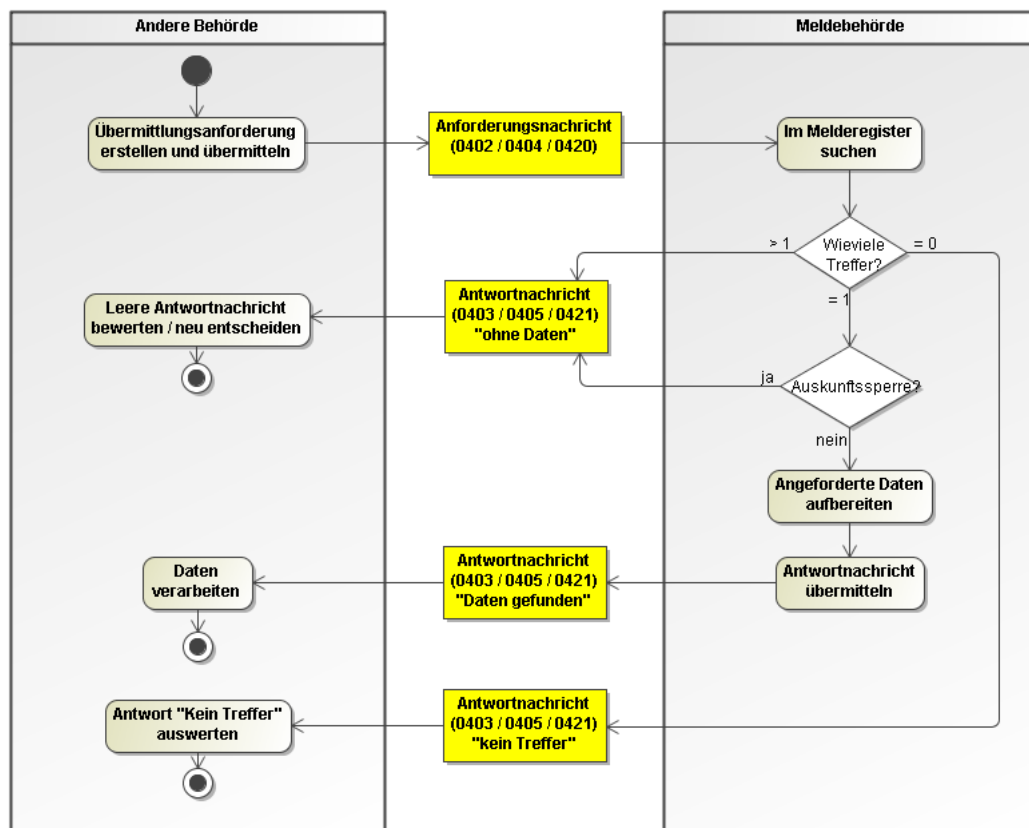 Andere Behörde
Meldebehörde
Übermittlungsanforderung
erstellen und übermitteln
Anforderungsnachricht
(0402 / 0404 / 0420)
Im Melderegister
suchen
> 1
Wieviele
Treffer?
= 0
= 1
Leere Antwortnachricht
bewerten / neu entscheiden
Antwortnachricht
(0403 / 0405 / 0421)
"ohne Daten"
ja
Auskunftssperre?
nein
Angeforderte Daten
aufbereiten
Daten
verarbeiten
Antwortnachricht
(0403 / 0405 / 0421)
"Daten gefunden"
Antwortnachricht
übermitteln
Antwort "Kein Treffer"
auswerten
Antwortnachricht
(0403 / 0405 / 0421)
"kein Treffer"